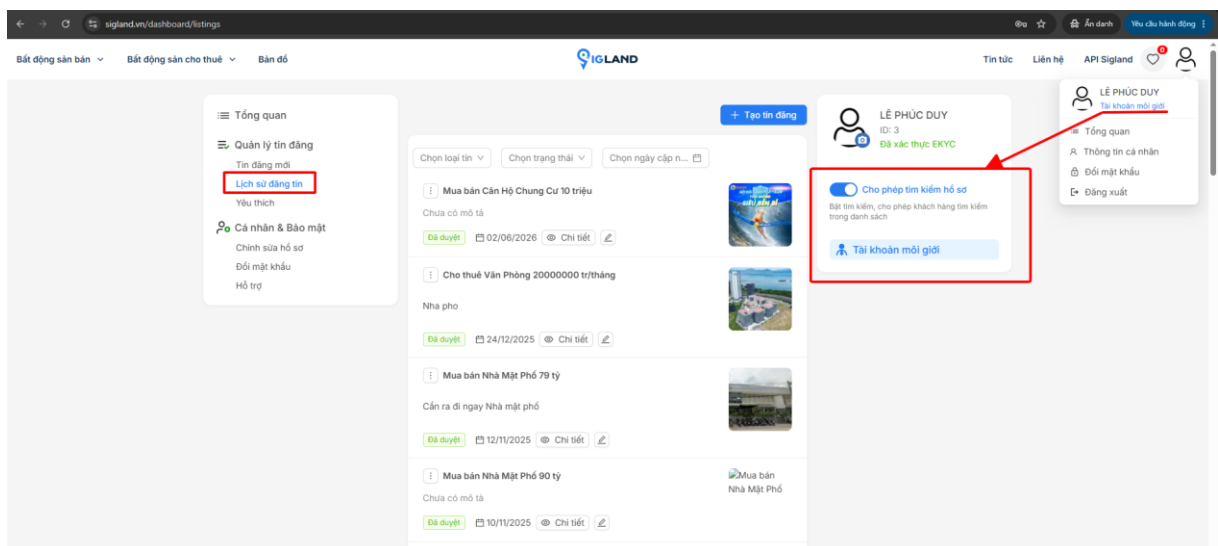 sigland.vn/dashboard/listings
Ẩn danh
Yêu cầu hành động
Bất động sản bán
Bất động sản cho thuê
Bản đồ
SIGLAND
Tin tức
Liên hệ
API Sigland
0
LÊ PHÚC DUY
Tài khoản môi giới
Tổng quan
Thông tin cá nhân
Đổi mật khẩu
Đăng xuất
Tổng quan
Quản lý tin đăng
Tin đăng mới
Lịch sử đăng tin
Yêu thích
Cá nhân & Bảo mật
Chỉnh sửa hồ sơ
Đổi mật khẩu
Hỗ trợ
+ Tạo tin đăng
Chọn loại tin
Chọn trạng thái
Chọn ngày cập n...
Mua bán Căn Hộ Chung Cư 10 triệu
Chưa có mô tả
Đã duyệt 02/06/2026 Chi tiết
Cho thuê Văn Phòng 20000000 tr/tháng
Nha pho
Đã duyệt 24/12/2025 Chi tiết
Mua bán Nhà Mặt Phố 79 tỷ
Cần ra đi ngay Nhà mặt phố
Đã duyệt 12/11/2025 Chi tiết
Mua bán Nhà Mặt Phố 90 tỷ
Chưa có mô tả
Đã duyệt 10/11/2025 Chi tiết
Mua bán
Nhà Mặt Phố
LÊ PHÚC DUY
ID: 3
Đã xác thực EKYC
Cho phép tìm kiếm hồ sơ
Bật tìm kiếm, cho phép khách hàng tìm kiếm
trong danh sách
Tài khoản môi giới